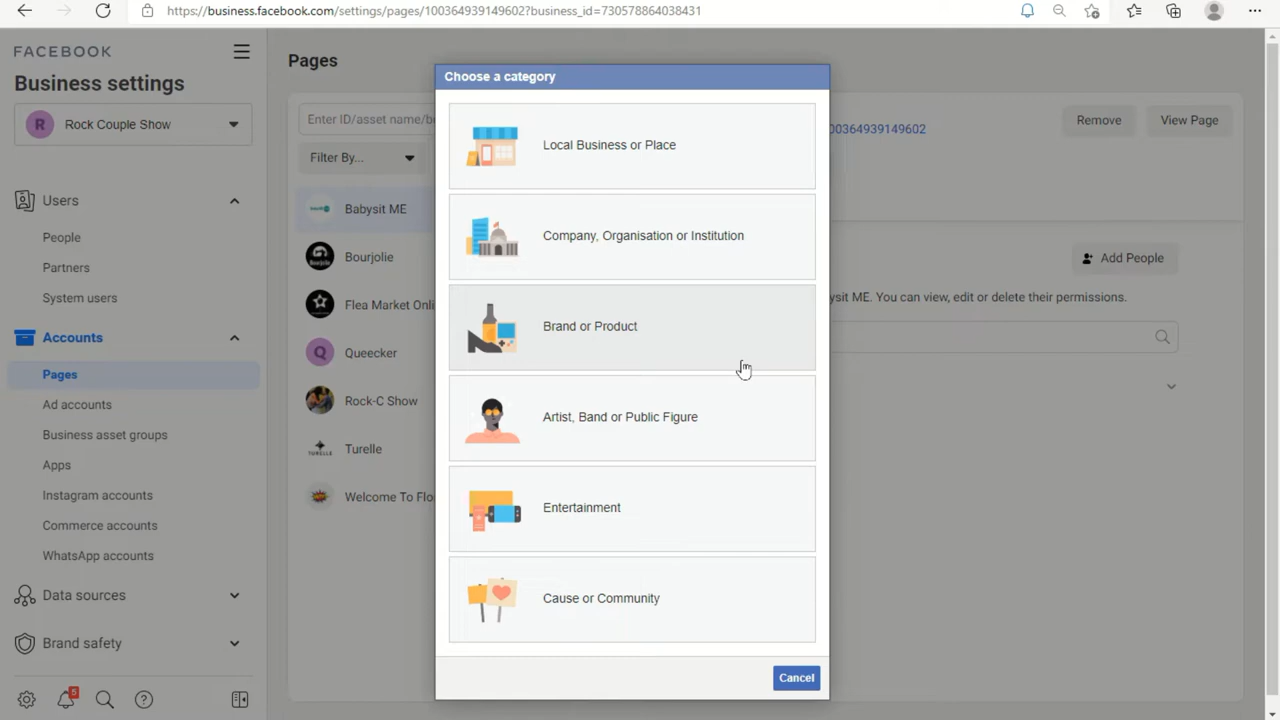 https://business.facebook.com/settings/pages/100364939149602?business_id=730578864038431
FACEBOOK
Business settings
R Rock Couple Show
Users
People
Partners
System users
Accounts
Pages
Ad accounts
Business asset groups
Apps
Instagram accounts
Commerce accounts
WhatsApp accounts
Data sources
Brand safety
5
?
Pages
Enter ID/asset name/bu
Filter By...
Babysit ME
Bourjolie
Flea Market Onli
Q Queecker
Rock-C Show
TURELLE Turelle
Welcome To Flo
Choose a category
Local Business or Place
Company, Organisation or Institution
Brand or Product
Artist, Band or Public Figure
Entertainment
Cause or Community
Cancel
00364939149602
Remove
View Page
Add People
ysit ME. You can view, edit or delete their permissions.